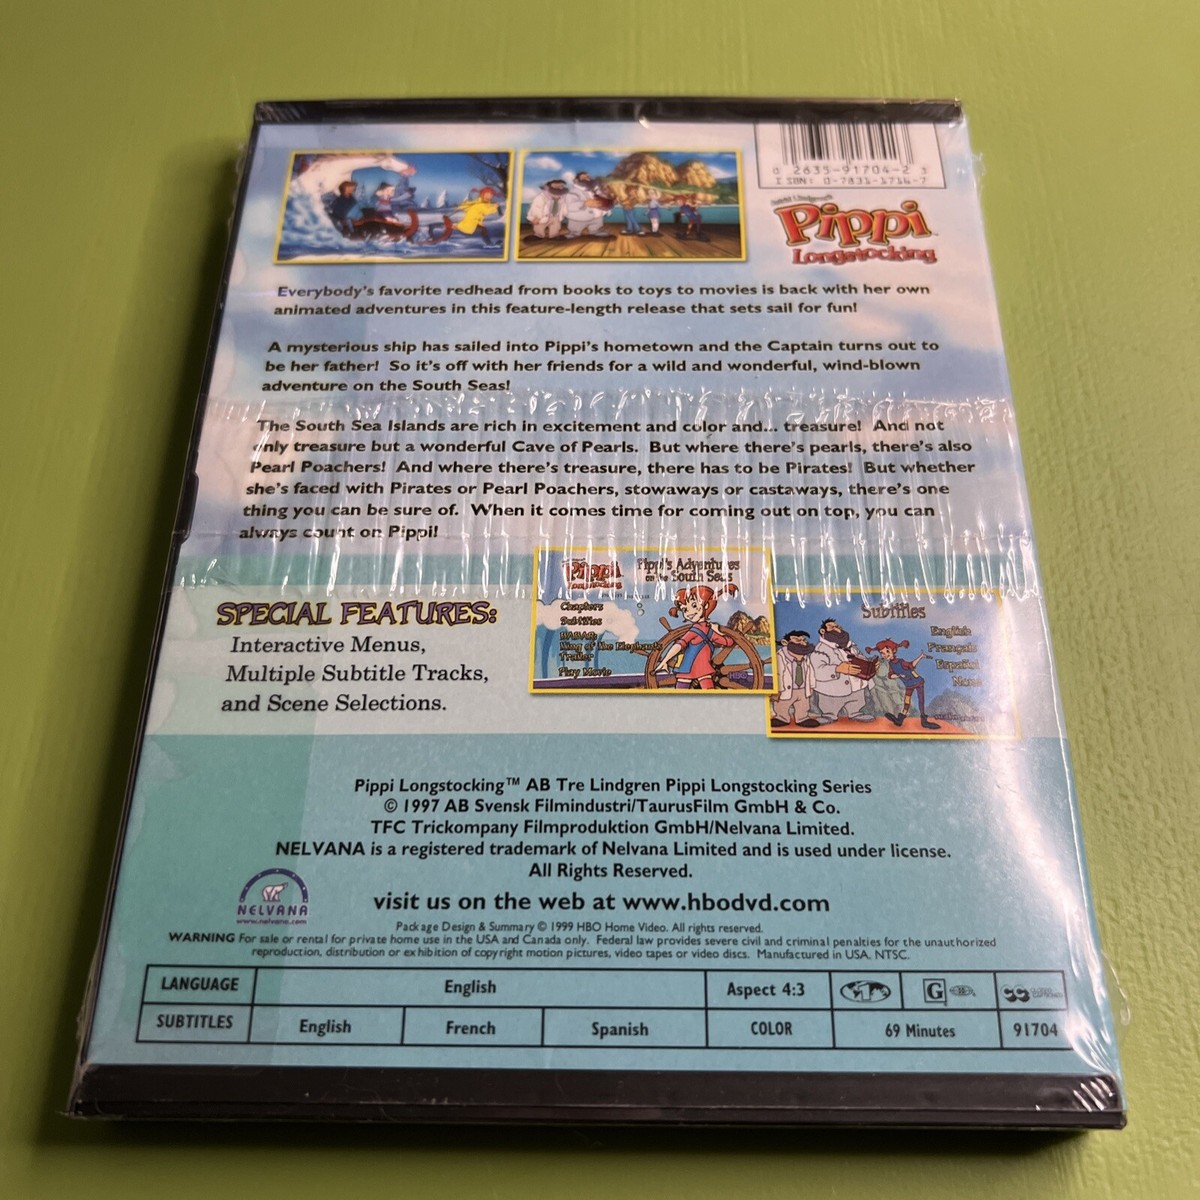 0 2635-91704-2 3
ISBN: 0-7831-1716-7
Pippi
Longstocking
Everybody's favorite redhead from books to toys to movies is back with her own
animated adventures in this feature-length release that sets sail for fun!
A mysterious ship has sailed into Pippi's hometown and the Captain turns out to
be her father! So it's off with her friends for a wild and wonderful, wind-blown
adventure on the South Seas!
The South Sea Islands are rich in excitement and color and... treasure! And not
only treasure but a wonderful Cave of Pearls. But where there's pearls, there's also
Pearl Poachers! And where there's treasure, there has to be Pirates! But whether
she's faced with Pirates or Pearl Poachers, stowaways or castaways, there's one
thing you can be sure of. When it comes time for coming out on top, you can
always count on Pippi!
Pippi
Longstocking
Pippi's Adventures
on the South Seas
Chapters
Subtitles
BABAR:
King of the Elephants
Trailer
Play Movie
HBO
Subtitles
English
Français
Español
None
SPECIAL FEATURES:
Interactive Menus,
Multiple Subtitle Tracks,
and Scene Selections.
Pippi Longstocking™ AB Tre Lindgren Pippi Longstocking Series
© 1997 AB Svensk Filmindustri/TaurusFilm GmbH & Co.
TFC Trickompany Filmproduktion GmbH/Nelvana Limited.
NELVANA is a registered trademark of Nelvana Limited and is used under license.
All Rights Reserved.
NELVANA
www.nelvana.com
visit us on the web at www.hbodvd.com
Package Design & Summary © 1999 HBO Home Video. All rights reserved.
WARNING For sale or rental for private home use in the USA and Canada only. Federal law provides severe civil and criminal penalties for the unauthorized
reproduction, distribution or exhibition of copyright motion pictures, video tapes or video discs. Manufactured in USA. NTSC.
LANGUAGE English Aspect 4:3 1 G CC
SUBTITLES English French Spanish COLOR 69 Minutes 91704